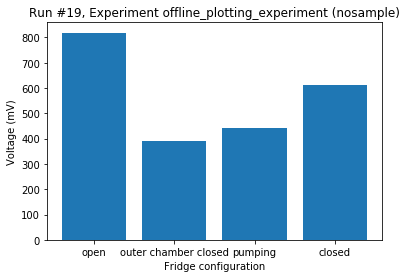 Run #19, Experiment offline_plotting_experiment (nosample)
800
700
600
500
400
300
200
100
0
Voltage (mV)
open outer chamber closed pumping closed
Fridge configuration